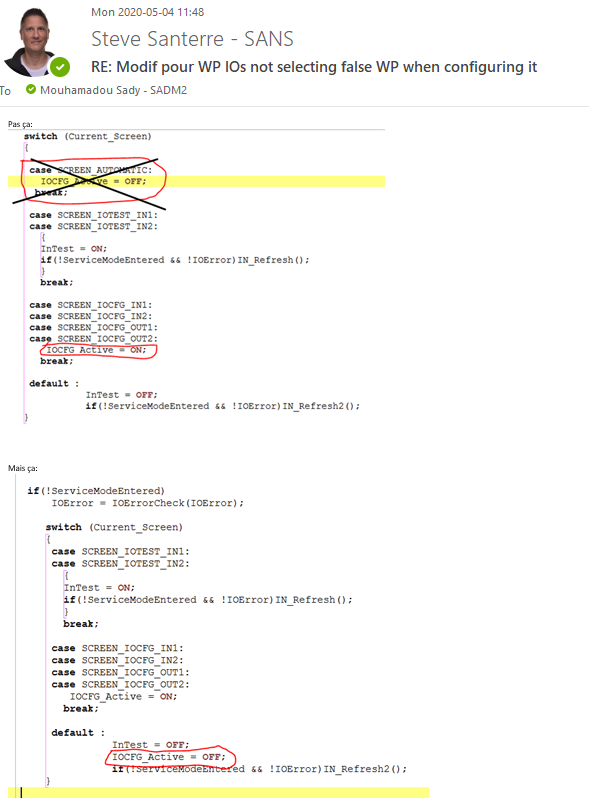 Mon 2020-05-04 11:48
Steve Santerre - SANS
RE: Modif pour WP IOs not selecting false WP when configuring it
To Mouhamadou Sady - SADM2
Pas ça:
switch (Current_Screen)
{
case SCREEN_AUTOMATIC:
IOCFG_Active = OFF;
break;
case SCREEN_IOTEST_IN1:
case SCREEN_IOTEST_IN2:
{
InTest = ON;
if(!ServiceModeEntered && !IOError)IN_Refresh();
}
break;
case SCREEN_IOCFG_IN1:
case SCREEN_IOCFG_IN2:
case SCREEN_IOCFG_OUT1:
case SCREEN_IOCFG_OUT2:
IOCFG_Active = ON;
break;
default :
InTest = OFF;
if(!ServiceModeEntered && !IOError)IN_Refresh2();
}
Mais ça:
if(!ServiceModeEntered)
IOError = IOErrorCheck(IOError);
switch (Current_Screen)
{
case SCREEN_IOTEST_IN1:
case SCREEN_IOTEST_IN2:
{
InTest = ON;
if(!ServiceModeEntered && !IOError)IN_Refresh();
}
break;
case SCREEN_IOCFG_IN1:
case SCREEN_IOCFG_IN2:
case SCREEN_IOCFG_OUT1:
case SCREEN_IOCFG_OUT2:
IOCFG_Active = ON;
break;
default :
InTest = OFF;
IOCFG_Active = OFF;
if(!ServiceModeEntered && !IOError)IN_Refresh2();
}